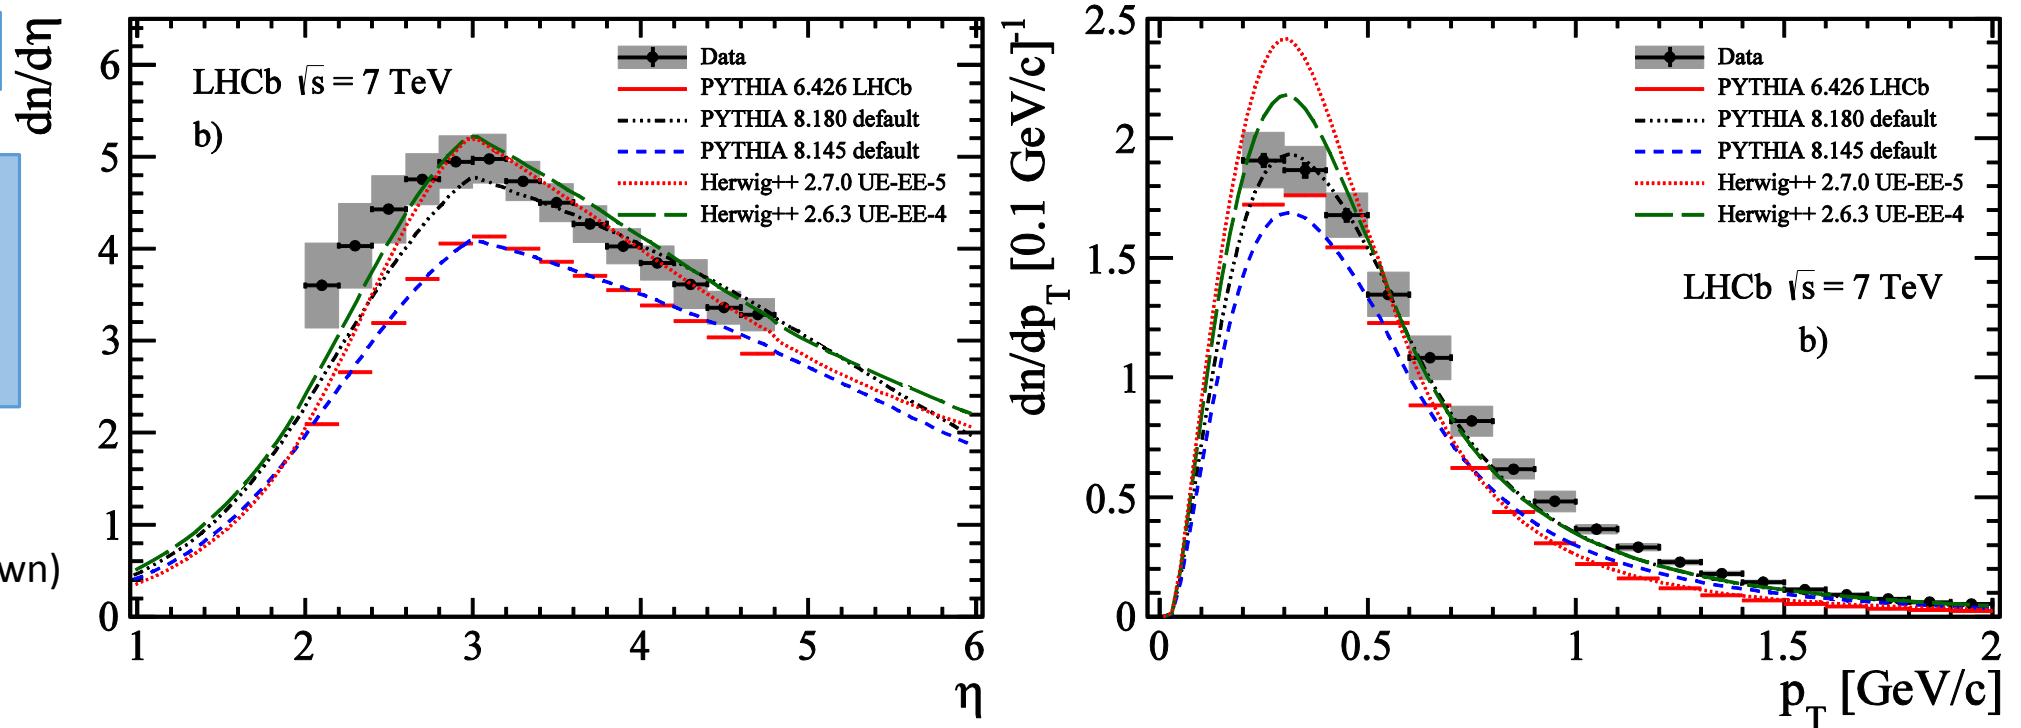 dn/dη
6
5
4
3
2
1
0
LHCb √s = 7 TeV
b)
Data
PYTHIA 6.426 LHCb
PYTHIA 8.180 default
PYTHIA 8.145 default
Herwig++ 2.7.0 UE-EE-5
Herwig++ 2.6.3 UE-EE-4
1 2 3 4 5 6
η
wn)
dn/dp_T [0.1 GeV/c]^-1
2.5
2
1.5
1
0.5
0
Data
PYTHIA 6.426 LHCb
PYTHIA 8.180 default
PYTHIA 8.145 default
Herwig++ 2.7.0 UE-EE-5
Herwig++ 2.6.3 UE-EE-4
LHCb √s = 7 TeV
b)
0 0.5 1 1.5 2
p_T [GeV/c]